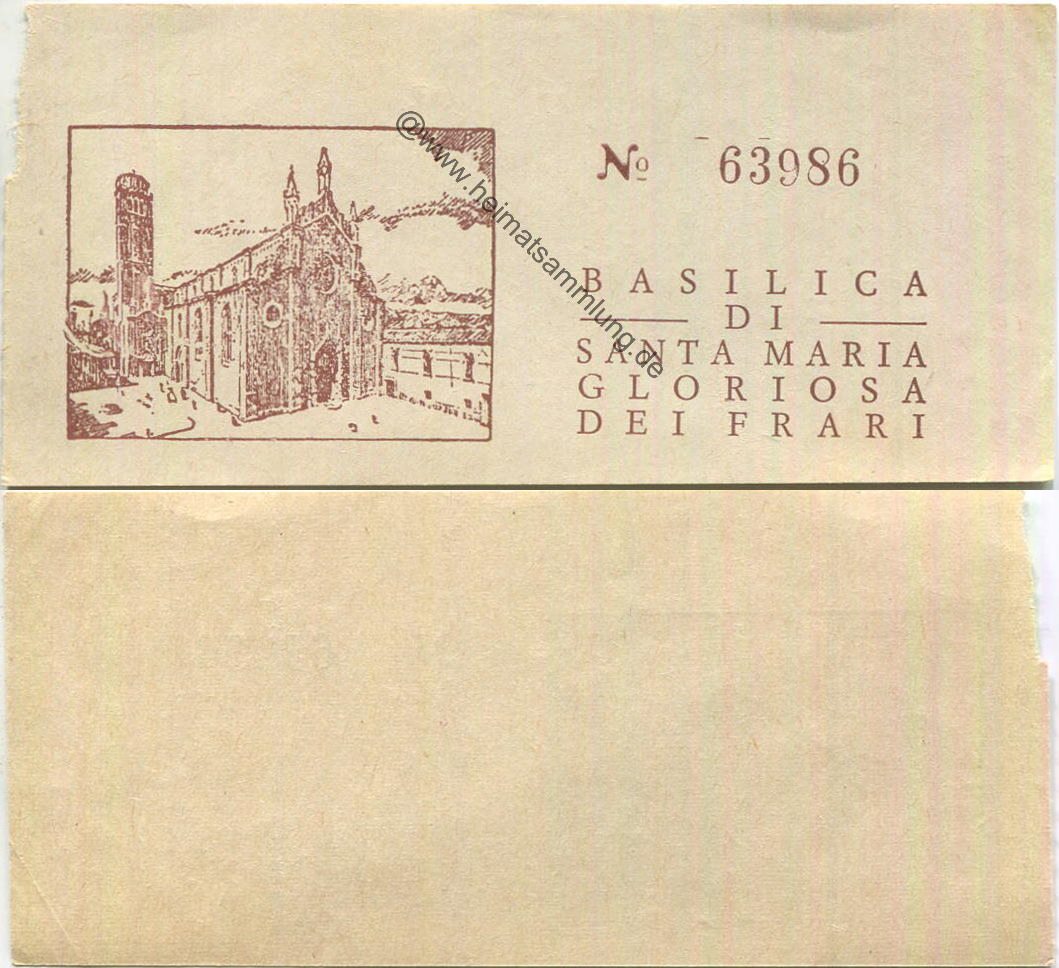 @www.heimatsammlung.de
Nº 63986
BASILICA
DI
SANTA MARIA
GLORIOSA
DEI FRARI